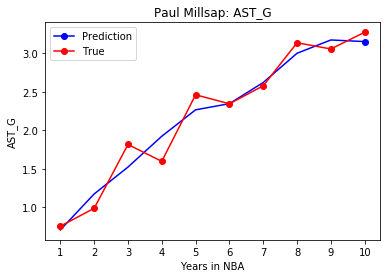 Paul Millsap: AST_G
Prediction
True
AST_G
3.0
2.5
2.0
1.5
1.0
1 2 3 4 5 6 7 8 9 10
Years in NBA